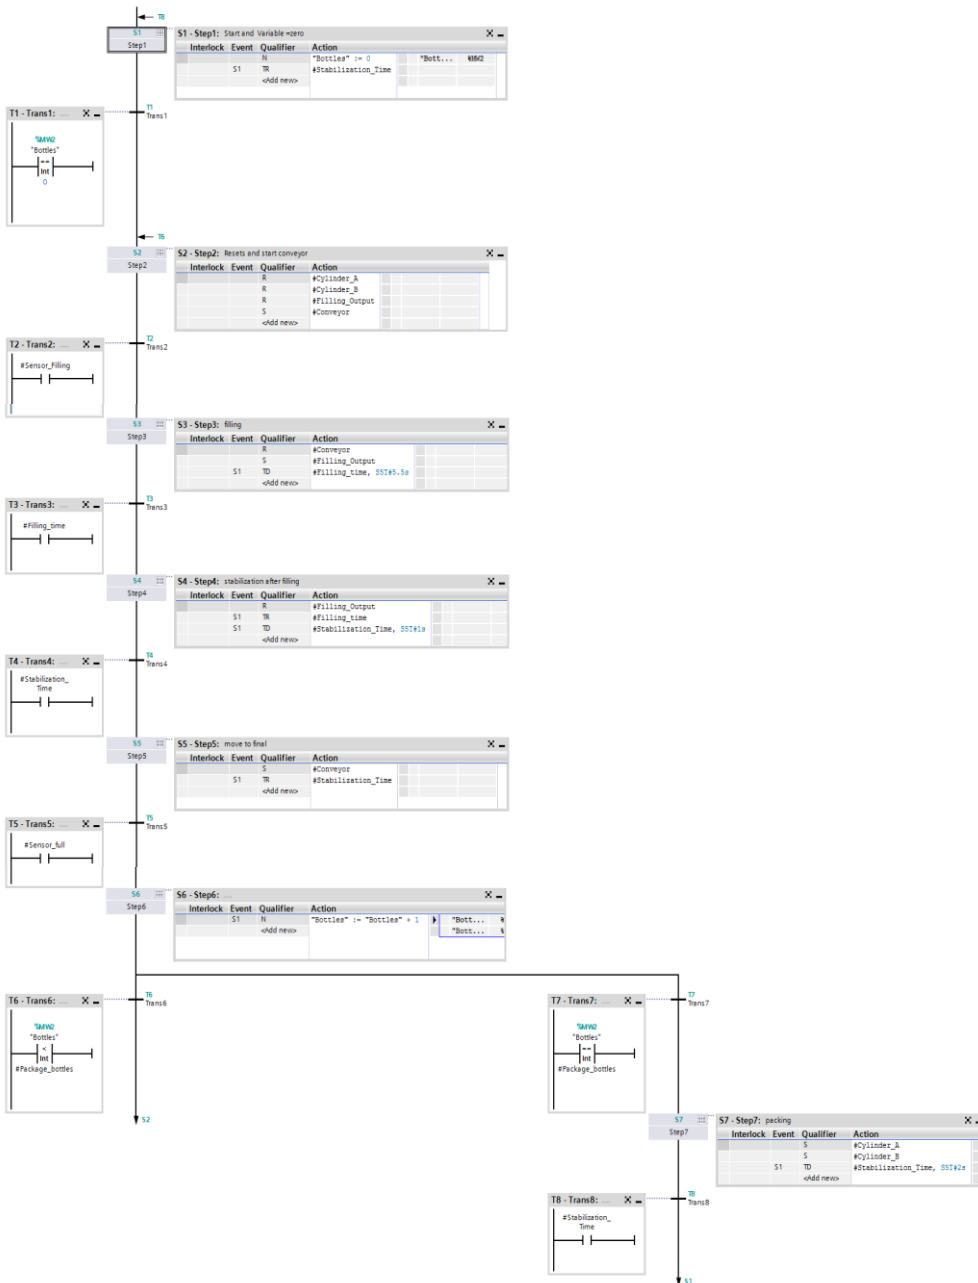 T8
S1
Step1
S1 - Step1: Start and Variable =zero
Interlock Event Qualifier Action
N "Bottles" := 0 "Bott... %MW2
S1 TR #Stabilization_Time
<Add new>
T1 - Trans1: ...
T1
Trans1
%MW2
"Bottles"
==
Int
0
T6
S2
Step2
S2 - Step2: Resets and start conveyor
Interlock Event Qualifier Action
R #Cylinder_A
R #Cylinder_B
R #Filling_Output
S #Conveyor
<Add new>
T2 - Trans2: ...
T2
Trans2
#Sensor_Filling
S3
Step3
S3 - Step3: filling
Interlock Event Qualifier Action
R #Conveyor
S #Filling_Output
S1 TD #Filling_time, S5T#5.5s
<Add new>
T3 - Trans3: ...
T3
Trans3
#Filling_time
S4
Step4
S4 - Step4: stabilization after filling
Interlock Event Qualifier Action
R #Filling_Output
S1 TR #Filling_time
S1 TD #Stabilization_Time, S5T#1s
<Add new>
T4 - Trans4: ...
T4
Trans4
#Stabilization_
Time
S5
Step5
S5 - Step5: move to final
Interlock Event Qualifier Action
S #Conveyor
S1 TR #Stabilization_Time
<Add new>
T5 - Trans5: ...
T5
Trans5
#Sensor_full
S6
Step6
S6 - Step6: ...
Interlock Event Qualifier Action
S1 N "Bottles" := "Bottles" + 1 "Bott... %
<Add new> "Bott... %
T6 - Trans6: ...
T6
Trans6
%MW2
"Bottles"
<
Int
#Package_bottles
S2
T7 - Trans7: ...
T7
Trans7
%MW2
"Bottles"
==
Int
#Package_bottles
S7
Step7
S7 - Step7: packing
Interlock Event Qualifier Action
S #Cylinder_A
S #Cylinder_B
S1 TD #Stabilization_Time, S5T#2s
<Add new>
T8 - Trans8: ...
T8
Trans8
#Stabilization_
Time
S1